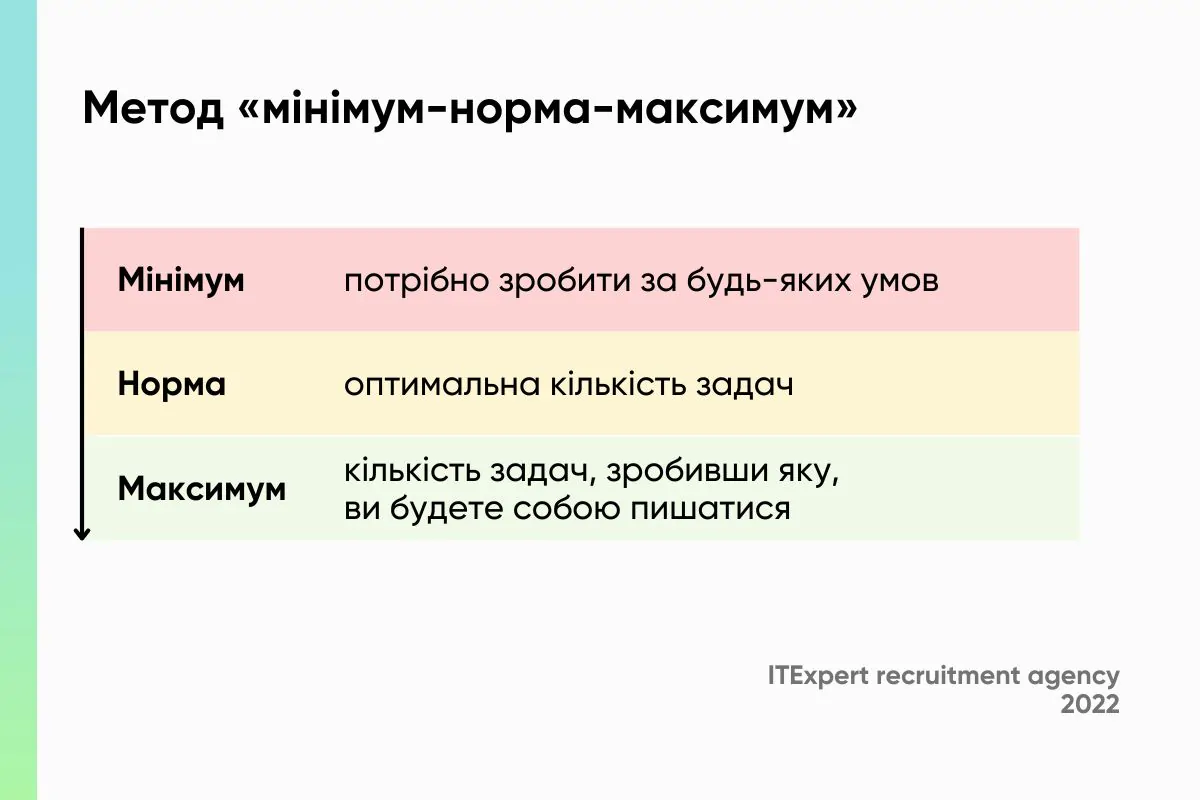 Метод «мінімум-норма-максимум»
Мінімум потрібно зробити за будь-яких умов
Норма оптимальна кількість задач
Максимум кількість задач, зробивши яку,
ви будете собою пишатися
ITExpert recruitment agency
2022